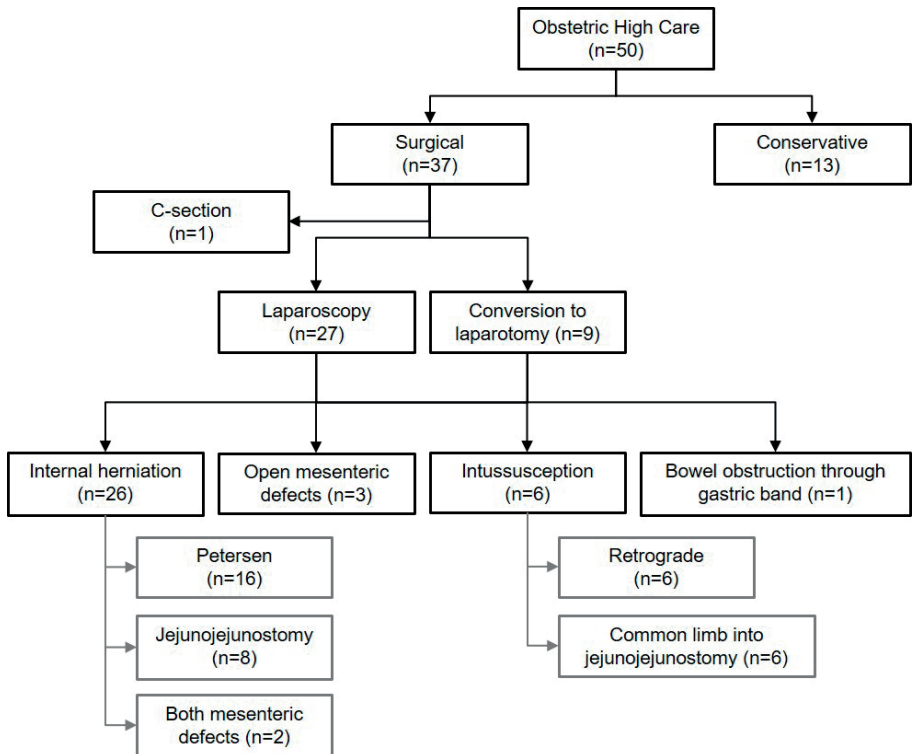 Obstetric High Care
(n=50)
Surgical
(n=37)
Conservative
(n=13)
C-section
(n=1)
Laparoscopy
(n=27)
Conversion to
laparotomy (n=9)
Internal herniation
(n=26)
Open mesenteric
defects (n=3)
Intussusception
(n=6)
Bowel obstruction through
gastric band (n=1)
Petersen
(n=16)
Retrograde
(n=6)
Jejunojejunostomy
(n=8)
Common limb into
jejunojejunostomy (n=6)
Both mesenteric
defects (n=2)